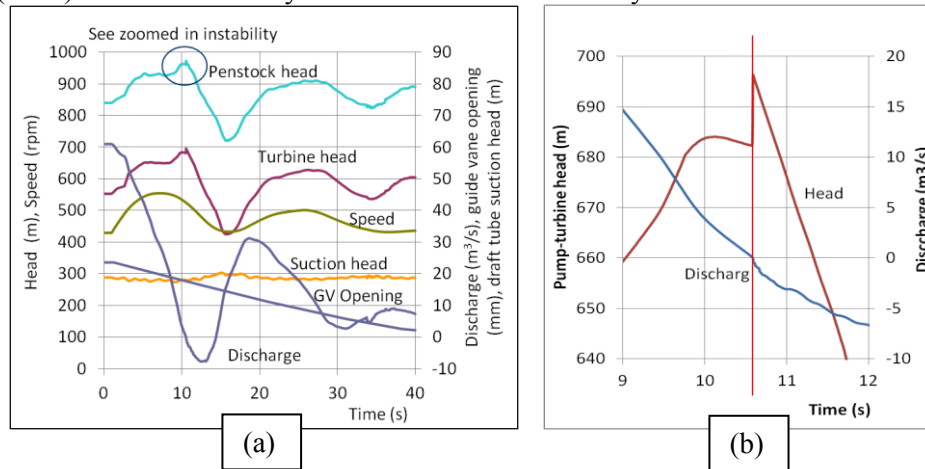 See zoomed in instability
1000
900
800
700
600
500
400
300
200
100
0
Head (m), Speed (rpm)
Penstock head
Turbine head
Speed
Suction head
GV Opening
Discharge
90
80
70
60
50
40
30
20
10
0
-10
Discharge (m³/s), guide vane opening
(mm), draft tube suction head (m)
0 10 20 30 40
Time (s)
(a)
700
690
680
670
660
650
640
Pump-turbine head (m)
Head
Discharg
20
15
10
5
0
-5
-10
Discharge (m3/s)
9 10 11 12
Time (s)
(b)